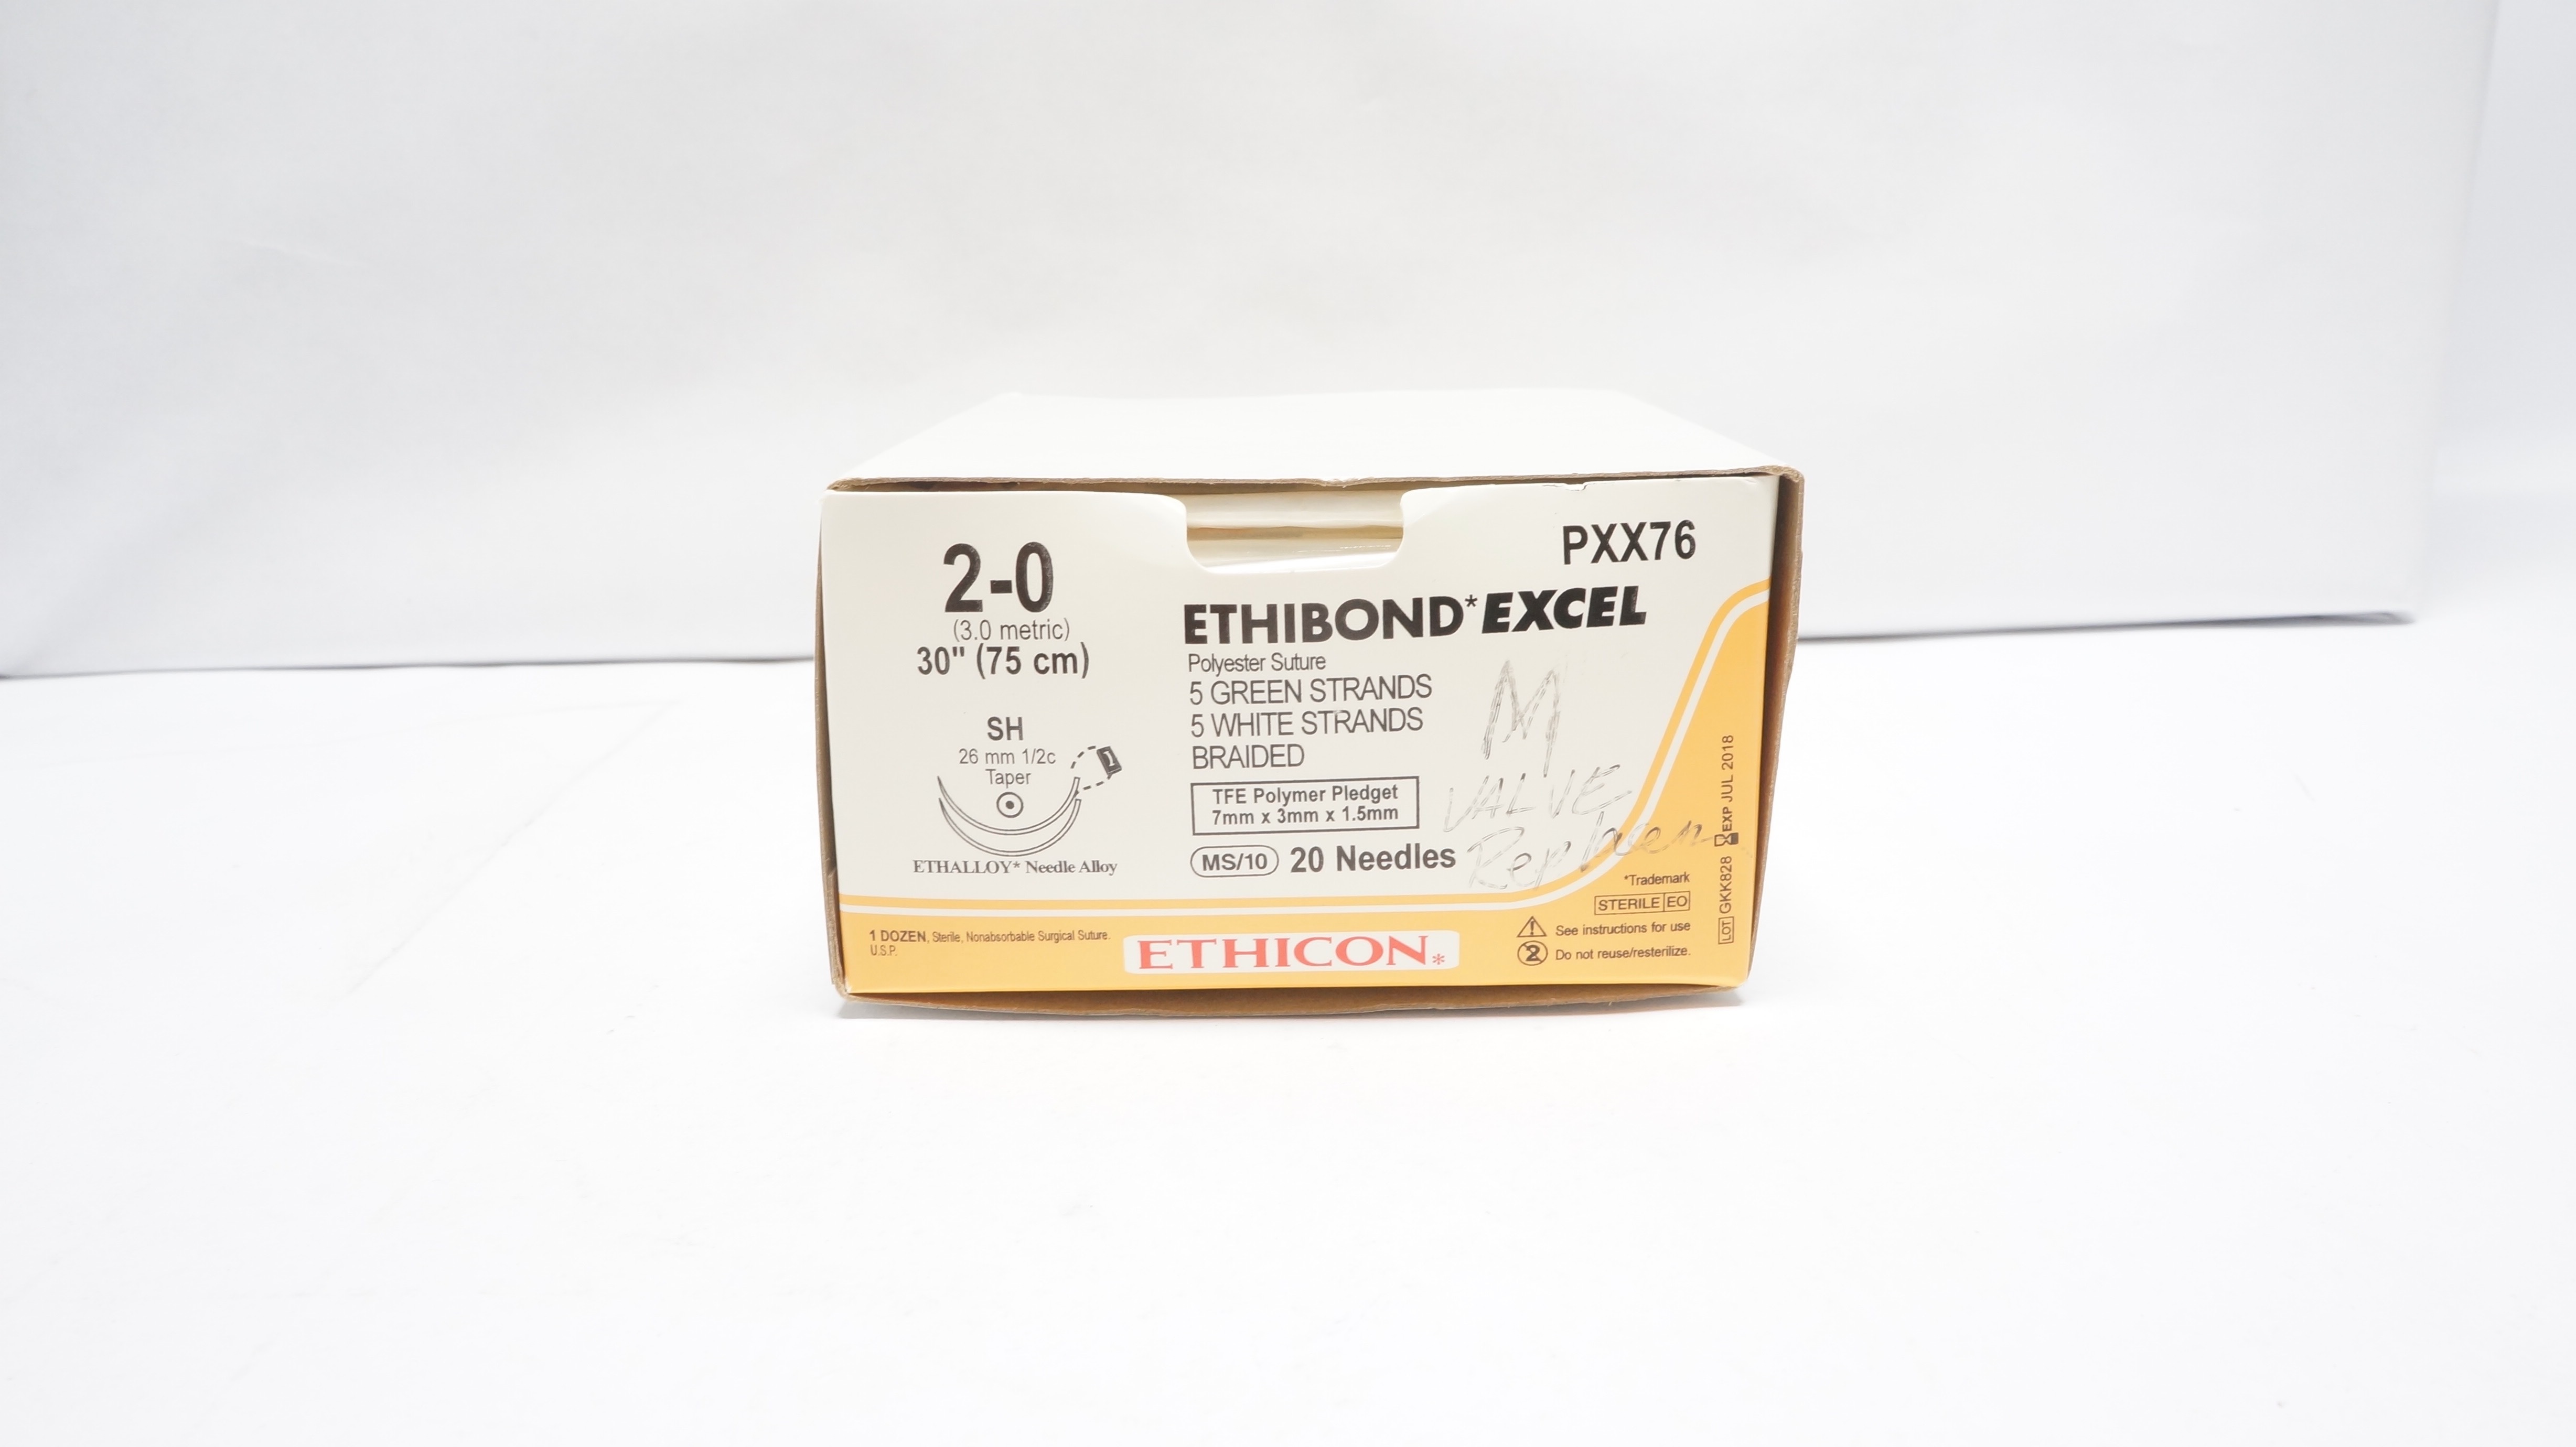 2-0
(3.0 metric)
30" (75 cm)
SH
26 mm 1/2c
Taper
ETHALLOY* Needle Alloy
PXX76
ETHIBOND*EXCEL
Polyester Suture
5 GREEN STRANDS
5 WHITE STRANDS
BRAIDED
TFE Polymer Pledget
7mm x 3mm x 1.5mm
MS/10 20 Needles
M
VALVE
*Trademark
STERILE EO
See instructions for use
2 Do not reuse/resterilize.
LOT GKK828 EXP JUL 2018
1 DOZEN, Sterile, Nonabsorbable Surgical Suture.
U.S.P.
ETHICON*